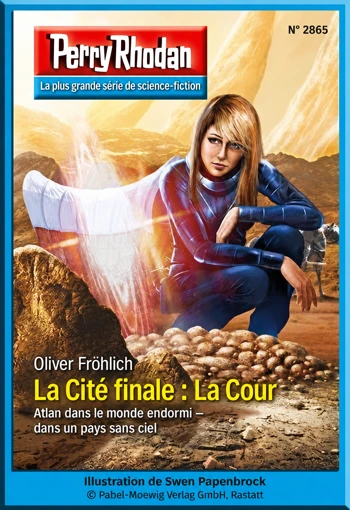 Perry Rhodan
N° 2865
La plus grande série de science-fiction
Oliver Fröhlich
La Cité finale : La Cour
Atlan dans le monde endormi –
dans un pays sans ciel
Illustration de Swen Papenbrock
© Pabel-Moewig Verlag GmbH, Rastatt